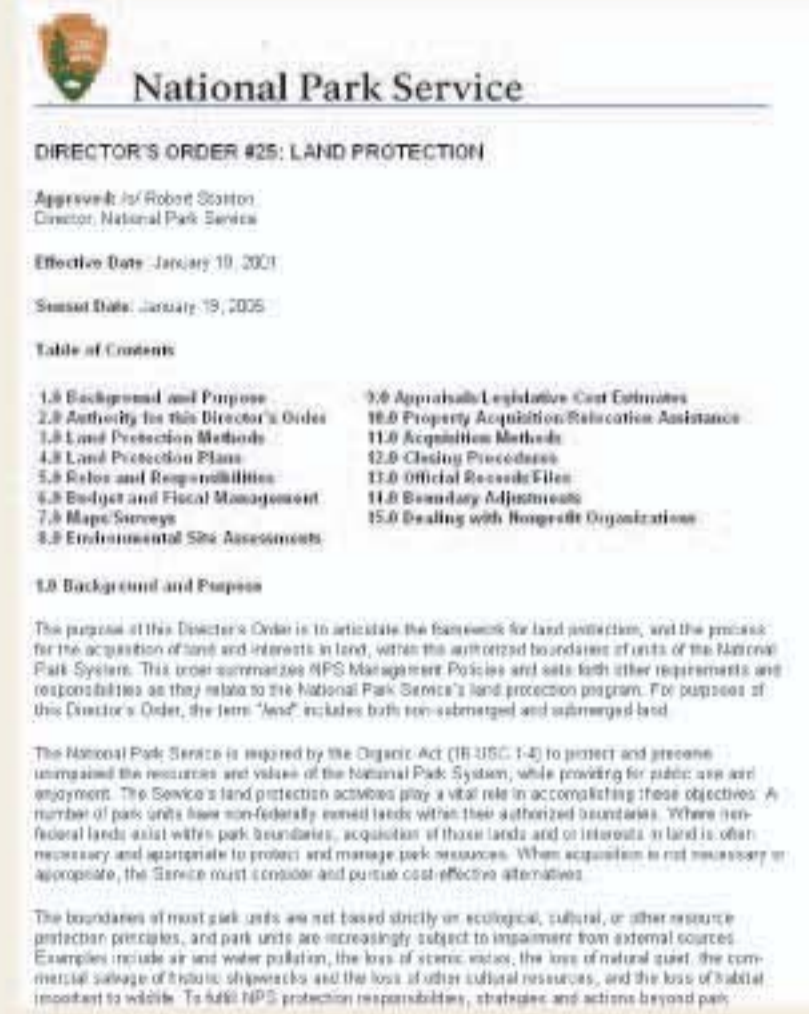 National Park Service
DIRECTOR'S ORDER #25: LAND PROTECTION
Approved: /s/ Robert Stanton
Director, National Park Service
Effective Date: January 19, 2001
Sunset Date: January 19, 2005
Table of Contents
1.0 Background and Purpose
2.0 Authority for this Director's Order
3.0 Land Protection Methods
4.0 Land Protection Plans
5.0 Roles and Responsibilities
6.0 Budget and Fiscal Management
7.0 Maps/Surveys
8.0 Environmental Site Assessments
9.0 Appraisals/Legislative Cost Estimates
10.0 Property Acquisition/Relocation Assistance
11.0 Acquisition Methods
12.0 Closing Procedures
13.0 Official Records/Files
14.0 Boundary Adjustments
15.0 Dealing with Nonprofit Organizations
1.0 Background and Purpose
The purpose of this Director's Order is to articulate the framework for land protection, and the process
for the acquisition of land and interests in land, within the authorized boundaries of units of the National
Park System. This order summarizes NPS Management Policies and sets forth other requirements and
responsibilities as they relate to the National Park Service's land protection program. For purposes of
this Director's Order, the term "land" includes both non-submerged and submerged land.
The National Park Service is required by the Organic Act (16 USC 1-4) to protect and preserve
unimpaired the resources and values of the National Park System, while providing for public use and
enjoyment. The Service's land protection activities play a vital role in accomplishing these objectives. A
number of park units have non-federally owned lands within their authorized boundaries. Where non-
federal lands exist within park boundaries, acquisition of those lands and or interests in land is often
necessary and appropriate to protect and manage park resources. When acquisition is not necessary or
appropriate, the Service must consider and pursue cost-effective alternatives.
The boundaries of most park units are not based strictly on ecological, cultural, or other resource
protection principles, and park units are increasingly subject to impairment from external sources.
Examples include air and water pollution, the loss of scenic vistas, the loss of natural quiet, the com-
mercial salvage of historic shipwrecks and the loss of other cultural resources, and the loss of habitat
important to wildlife. To fulfill NPS protection responsibilities, strategies and actions beyond park